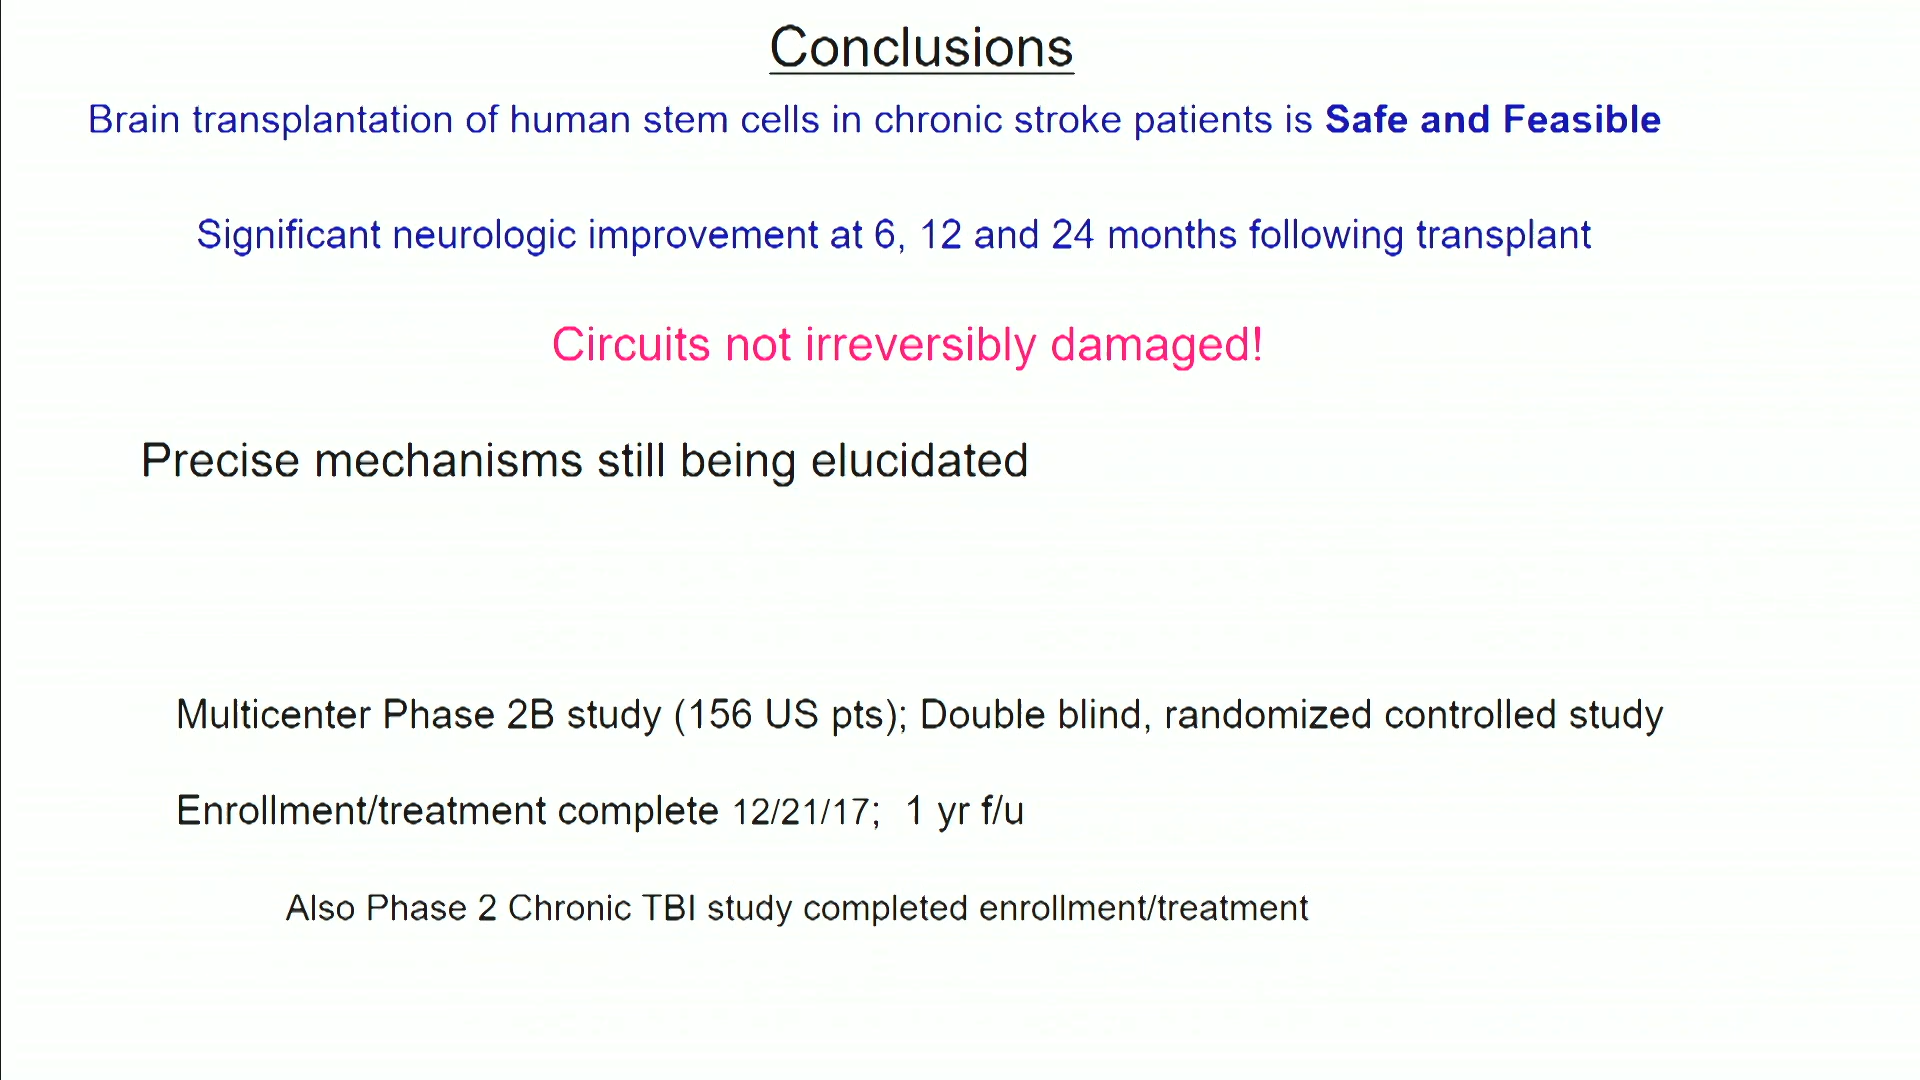 Conclusions
Brain transplantation of human stem cells in chronic stroke patients is Safe and Feasible
Significant neurologic improvement at 6, 12 and 24 months following transplant
Circuits not irreversibly damaged!
Precise mechanisms still being elucidated
Multicenter Phase 2B study (156 US pts); Double blind, randomized controlled study
Enrollment/treatment complete 12/21/17; 1 yr f/u
Also Phase 2 Chronic TBI study completed enrollment/treatment